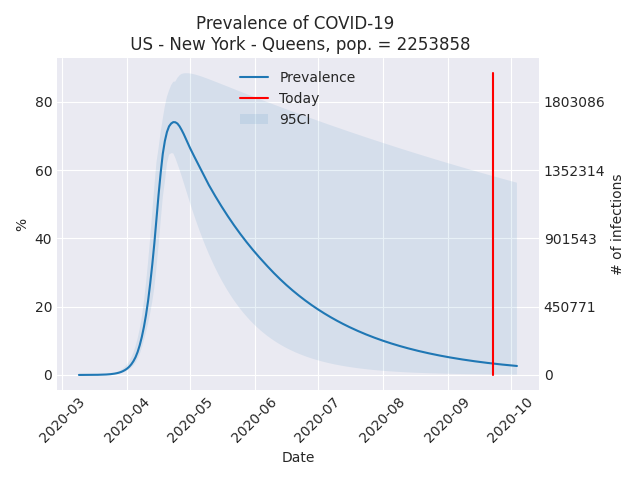 Prevalence of COVID-19
US - New York - Queens, pop. = 2253858
Prevalence
Today
95CI
80
60
40
20
0
%
1803086
1352314
901543
450771
0
# of infections
2020-03
2020-04
2020-05
2020-06
2020-07
2020-08
2020-09
2020-10
Date